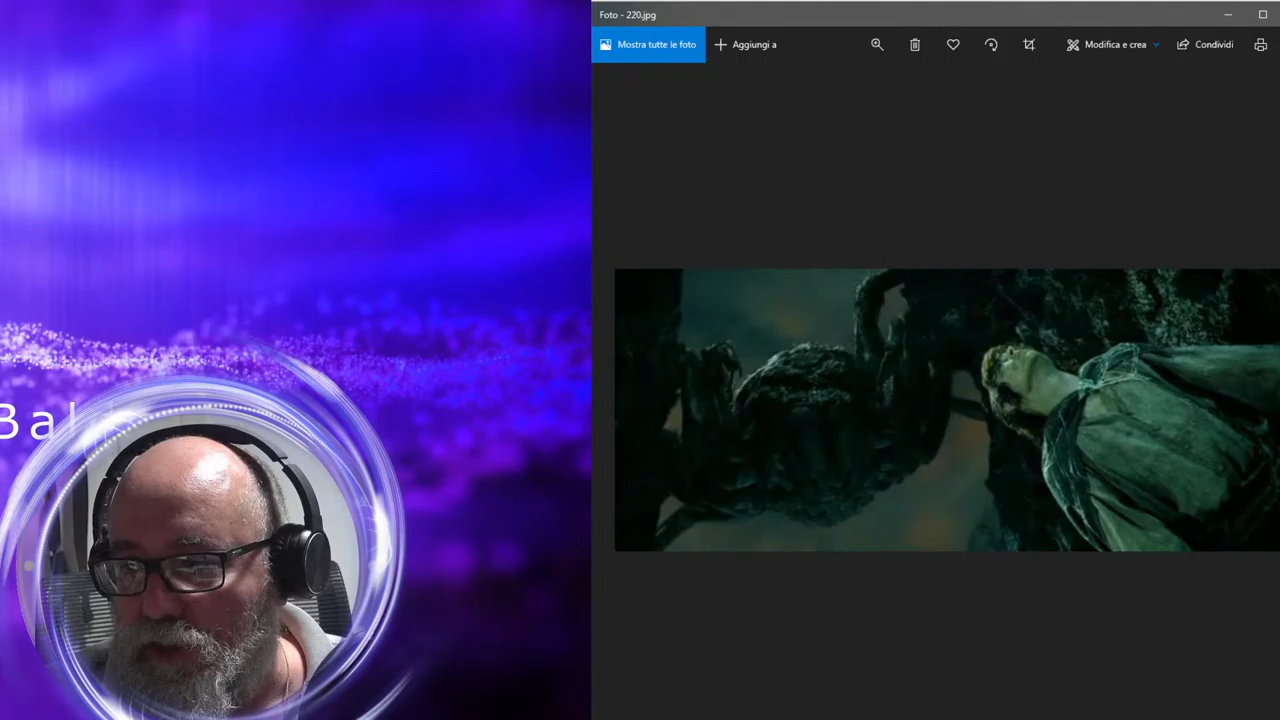 Foto - 220.jpg
Mostra tutte le foto
Aggiungi a
Modifica e crea
Condividi